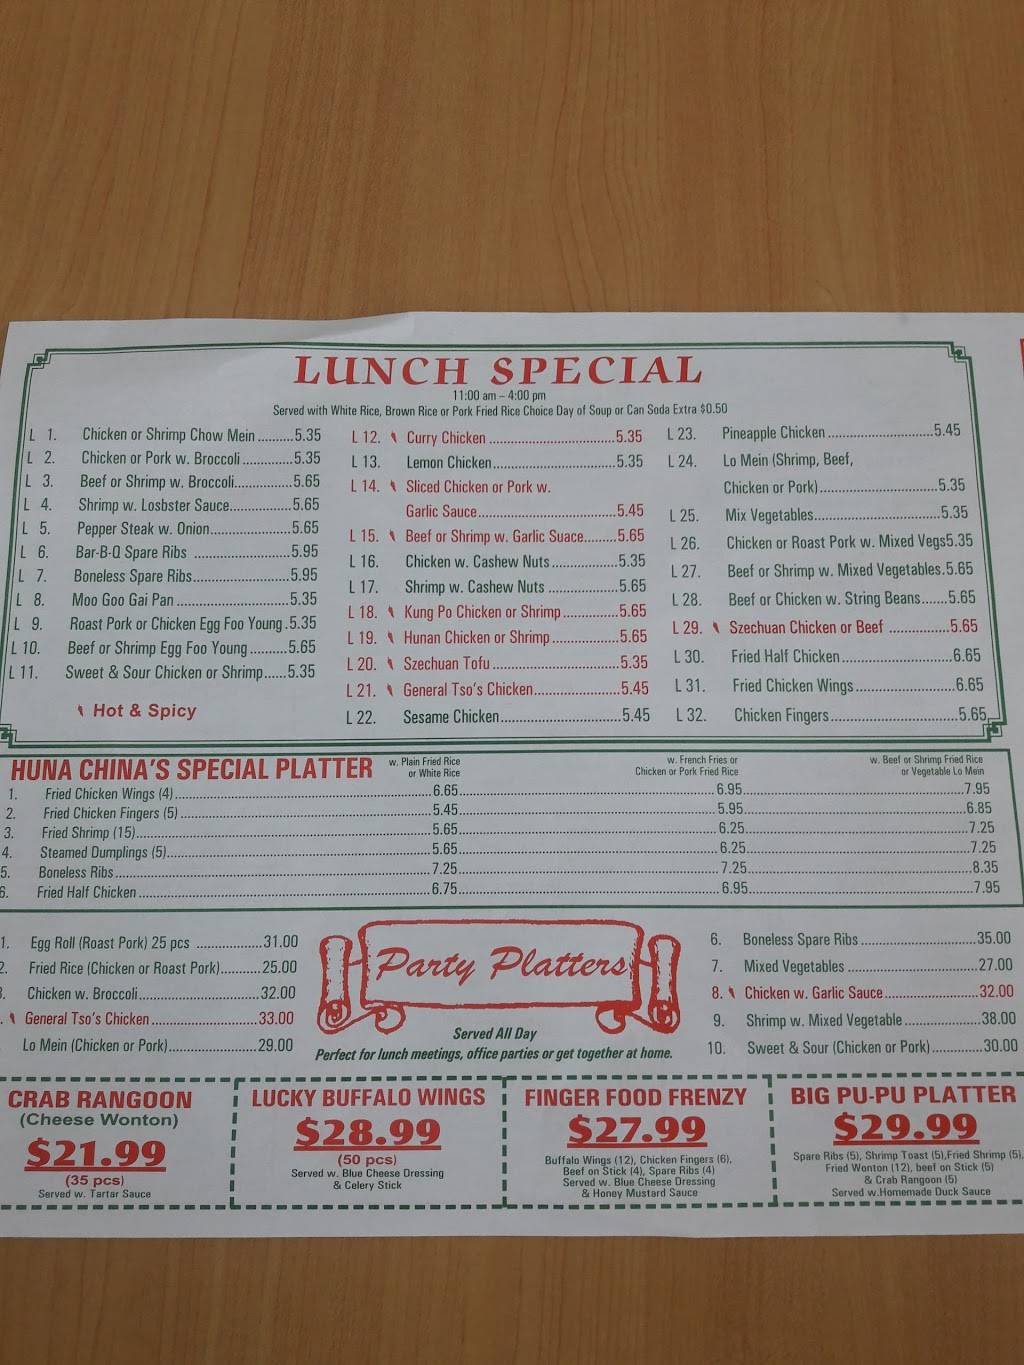 LUNCH SPECIAL
11:00 am – 4:00 pm
Served with White Rice, Brown Rice or Pork Fried Rice Choice Day of Soup or Can Soda Extra $0.50
L 1. Chicken or Shrimp Chow Mein 5.35
L 2. Chicken or Pork w. Broccoli 5.35
L 3. Beef or Shrimp w. Broccoli 5.65
L 4. Shrimp w. Losbster Sauce 5.65
L 5. Pepper Steak w. Onion 5.65
L 6. Bar-B-Q Spare Ribs 5.95
L 7. Boneless Spare Ribs 5.95
L 8. Moo Goo Gai Pan 5.35
L 9. Roast Pork or Chicken Egg Foo Young 5.35
L 10. Beef or Shrimp Egg Foo Young 5.65
L 11. Sweet & Sour Chicken or Shrimp 5.35
Hot & Spicy
L 12. Curry Chicken 5.35
L 13. Lemon Chicken 5.35
L 14. Sliced Chicken or Pork w.
Garlic Sauce 5.45
L 15. Beef or Shrimp w. Garlic Suace 5.65
L 16. Chicken w. Cashew Nuts 5.35
L 17. Shrimp w. Cashew Nuts 5.65
L 18. Kung Po Chicken or Shrimp 5.65
L 19. Hunan Chicken or Shrimp 5.65
L 20. Szechuan Tofu 5.35
L 21. General Tso's Chicken 5.45
L 22. Sesame Chicken 5.45
L 23. Pineapple Chicken 5.45
L 24. Lo Mein (Shrimp, Beef,
Chicken or Pork) 5.35
L 25. Mix Vegetables 5.35
L 26. Chicken or Roast Pork w. Mixed Vegs 5.35
L 27. Beef or Shrimp w. Mixed Vegetables 5.65
L 28. Beef or Chicken w. String Beans 5.65
L 29. Szechuan Chicken or Beef 5.65
L 30. Fried Half Chicken 6.65
L 31. Fried Chicken Wings 6.65
L 32. Chicken Fingers 5.65
HUNA CHINA'S SPECIAL PLATTER
w. Plain Fried Rice
or White Rice
w. French Fries or
Chicken or Pork Fried Rice
w. Beef or Shrimp Fried Rice
or Vegetable Lo Mein
1. Fried Chicken Wings (4) 6.65 6.95 7.95
2. Fried Chicken Fingers (5) 5.45 5.95 6.85
3. Fried Shrimp (15) 5.65 6.25 7.25
4. Steamed Dumplings (5) 5.65 6.25 7.25
5. Boneless Ribs 7.25 7.25 8.35
6. Fried Half Chicken 6.75 6.95 7.95
1. Egg Roll (Roast Pork) 25 pcs 31.00
2. Fried Rice (Chicken or Roast Pork) 25.00
3. Chicken w. Broccoli 32.00
. General Tso's Chicken 33.00
Lo Mein (Chicken or Pork) 29.00
Party Platters
Served All Day
Perfect for lunch meetings, office parties or get together at home.
6. Boneless Spare Ribs 35.00
7. Mixed Vegetables 27.00
8. Chicken w. Garlic Sauce 32.00
9. Shrimp w. Mixed Vegetable 38.00
10. Sweet & Sour (Chicken or Pork) 30.00
CRAB RANGOON
(Cheese Wonton)
$21.99
(35 pcs)
Served w. Tartar Sauce
LUCKY BUFFALO WINGS
$28.99
(50 pcs)
Served w. Blue Cheese Dressing
& Celery Stick
FINGER FOOD FRENZY
$27.99
Buffalo Wings (12), Chicken Fingers (6),
Beef on Stick (4), Spare Ribs (4)
Served w. Blue Cheese Dressing
& Honey Mustard Sauce
BIG PU-PU PLATTER
$29.99
Spare Ribs (5), Shrimp Toast (5),Fried Shrimp (5),
Fried Wonton (12), beef on Stick (5)
& Crab Rangoon (5)
Served w.Homemade Duck Sauce